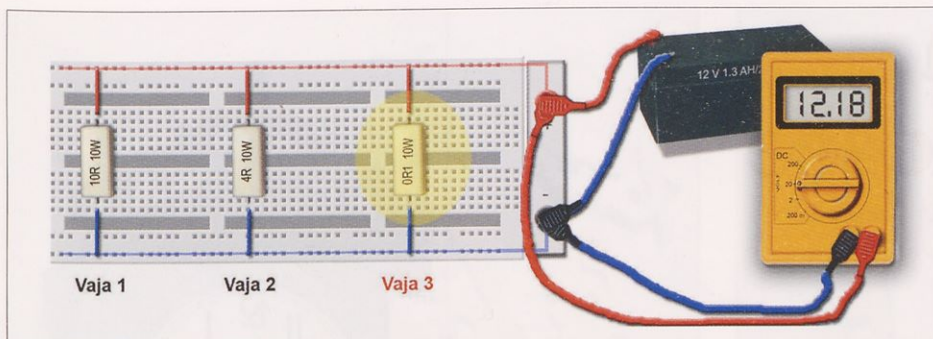 10R 10W
4R 10W
0R1 10W
+
-
12 V 1.3 AH/
12.18
DC
200
20
2
200 m
Vaja 1
Vaja 2
Vaja 3